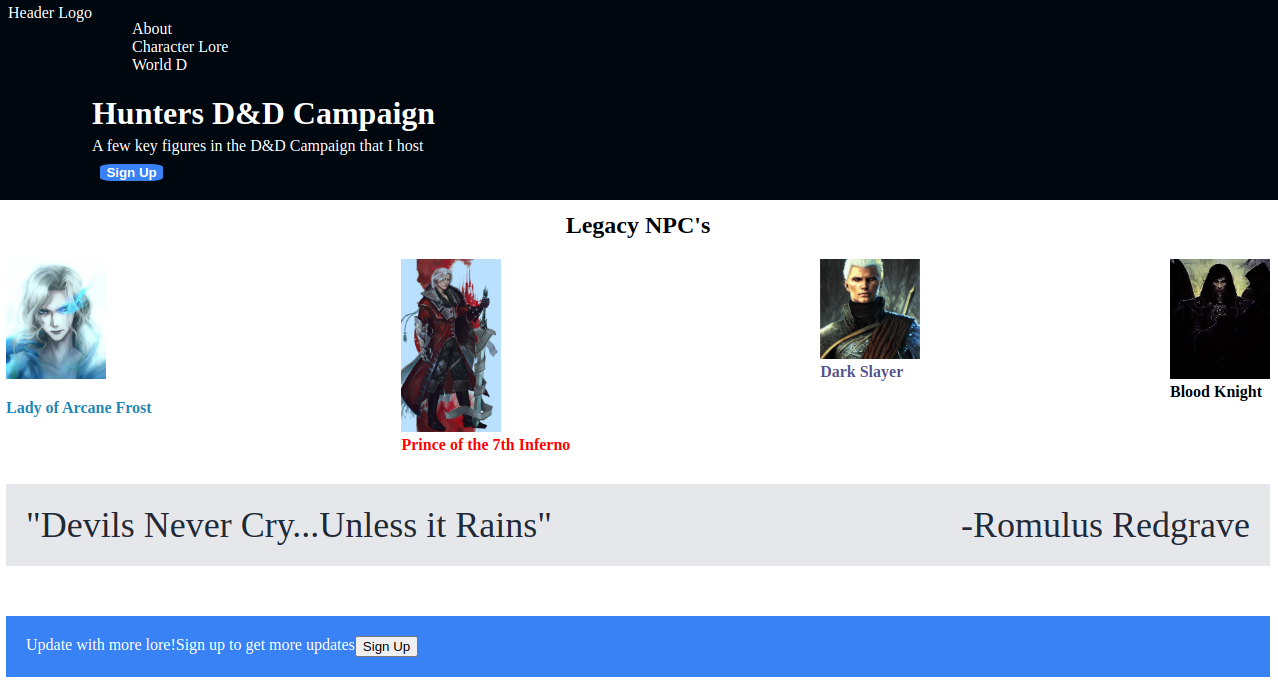 Header Logo
About
Character Lore
World D
Hunters D&D Campaign
A few key figures in the D&D Campaign that I host
Sign Up
Legacy NPC's
Lady of Arcane Frost
Prince of the 7th Inferno
Dark Slayer
Blood Knight
"Devils Never Cry...Unless it Rains" -Romulus Redgrave
Update with more lore!Sign up to get more updates Sign Up